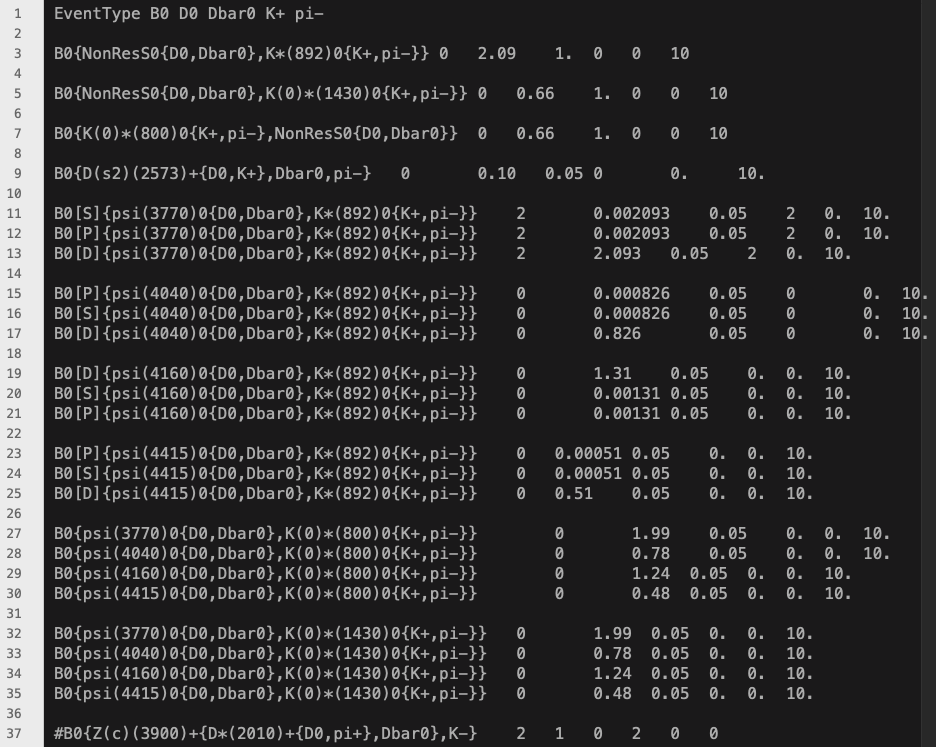 1 EventType B0 D0 Dbar0 K+ pi-
2
3 B0{NonResS0{D0,Dbar0},K*(892)0{K+,pi-}} 0 2.09 1. 0 0 10
4
5 B0{NonResS0{D0,Dbar0},K(0)*(1430)0{K+,pi-}} 0 0.66 1. 0 0 10
6
7 B0{K(0)*(800)0{K+,pi-},NonResS0{D0,Dbar0}} 0 0.66 1. 0 0 10
8
9 B0{D(s2)(2573)+{D0,K+},Dbar0,pi-} 0 0.10 0.05 0 0. 10.
10
11 B0[S]{psi(3770)0{D0,Dbar0},K*(892)0{K+,pi-}} 2 0.002093 0.05 2 0. 10.
12 B0[P]{psi(3770)0{D0,Dbar0},K*(892)0{K+,pi-}} 2 0.002093 0.05 2 0. 10.
13 B0[D]{psi(3770)0{D0,Dbar0},K*(892)0{K+,pi-}} 2 2.093 0.05 2 0. 10.
14
15 B0[P]{psi(4040)0{D0,Dbar0},K*(892)0{K+,pi-}} 0 0.000826 0.05 0 0. 10.
16 B0[S]{psi(4040)0{D0,Dbar0},K*(892)0{K+,pi-}} 0 0.000826 0.05 0 0. 10.
17 B0[D]{psi(4040)0{D0,Dbar0},K*(892)0{K+,pi-}} 0 0.826 0.05 0 0. 10.
18
19 B0[D]{psi(4160)0{D0,Dbar0},K*(892)0{K+,pi-}} 0 1.31 0.05 0. 0. 10.
20 B0[S]{psi(4160)0{D0,Dbar0},K*(892)0{K+,pi-}} 0 0.00131 0.05 0. 0. 10.
21 B0[P]{psi(4160)0{D0,Dbar0},K*(892)0{K+,pi-}} 0 0.00131 0.05 0. 0. 10.
22
23 B0[P]{psi(4415)0{D0,Dbar0},K*(892)0{K+,pi-}} 0 0.00051 0.05 0. 0. 10.
24 B0[S]{psi(4415)0{D0,Dbar0},K*(892)0{K+,pi-}} 0 0.00051 0.05 0. 0. 10.
25 B0[D]{psi(4415)0{D0,Dbar0},K*(892)0{K+,pi-}} 0 0.51 0.05 0. 0. 10.
26
27 B0{psi(3770)0{D0,Dbar0},K(0)*(800)0{K+,pi-}} 0 1.99 0.05 0. 0. 10.
28 B0{psi(4040)0{D0,Dbar0},K(0)*(800)0{K+,pi-}} 0 0.78 0.05 0. 0. 10.
29 B0{psi(4160)0{D0,Dbar0},K(0)*(800)0{K+,pi-}} 0 1.24 0.05 0. 0. 10.
30 B0{psi(4415)0{D0,Dbar0},K(0)*(800)0{K+,pi-}} 0 0.48 0.05 0. 0. 10.
31
32 B0{psi(3770)0{D0,Dbar0},K(0)*(1430)0{K+,pi-}} 0 1.99 0.05 0. 0. 10.
33 B0{psi(4040)0{D0,Dbar0},K(0)*(1430)0{K+,pi-}} 0 0.78 0.05 0. 0. 10.
34 B0{psi(4160)0{D0,Dbar0},K(0)*(1430)0{K+,pi-}} 0 1.24 0.05 0. 0. 10.
35 B0{psi(4415)0{D0,Dbar0},K(0)*(1430)0{K+,pi-}} 0 0.48 0.05 0. 0. 10.
36
37 #B0{Z(c)(3900)+{D*(2010)+{D0,pi+},Dbar0},K-} 2 1 0 2 0 0